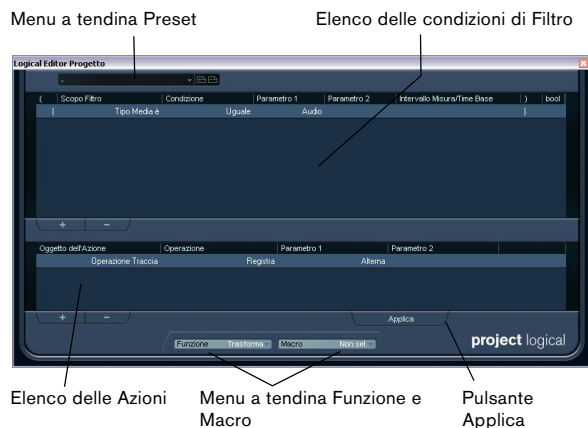 Menu a tendina Preset
Elenco delle condizioni di Filtro
Logical Editor Progetto
-
( Scopo Filtro Condizione Parametro 1 Parametro 2 Intervallo Misura/Time Base ) bool
( Tipo Media è Uguale Audio )
+ −
Oggetto dell'Azione Operazione Parametro 1 Parametro 2
Operazione Traccia Registra Alterna
+ −
Applica
Funzione Trasforma Macro Non sel.
project logical
Elenco delle Azioni
Menu a tendina Funzione e
Macro
Pulsante
Applica